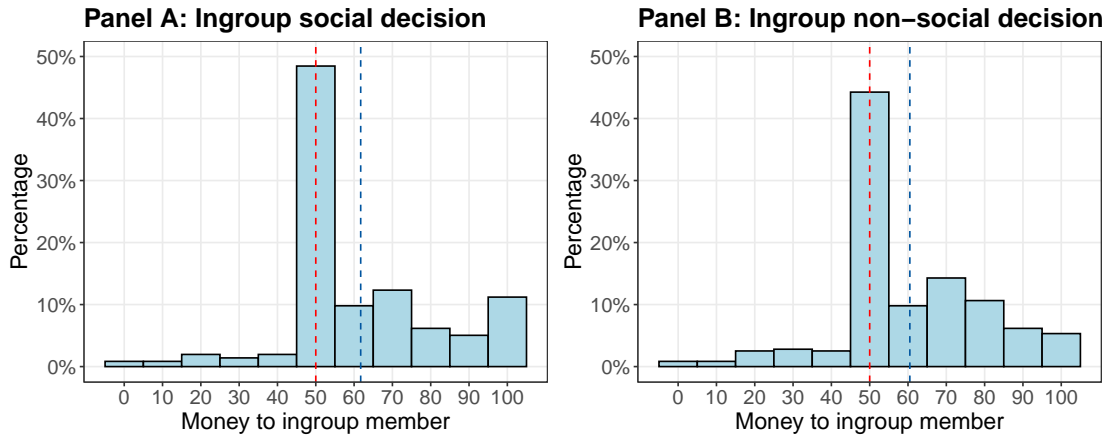 Panel A: Ingroup social decision
50%
40%
30%
20%
10%
0%
Percentage
0 10 20 30 40 50 60 70 80 90 100
Money to ingroup member
Panel B: Ingroup non−social decision
50%
40%
30%
20%
10%
0%
Percentage
0 10 20 30 40 50 60 70 80 90 100
Money to ingroup member